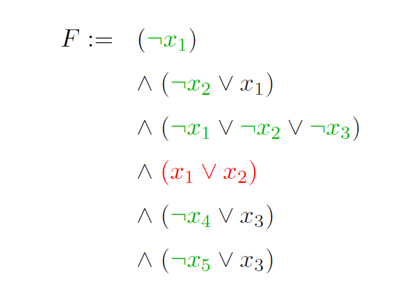 F := (¬x₁)
∧ (¬x₂ ∨ x₁)
∧ (¬x₁ ∨ ¬x₂ ∨ ¬x₃)
∧ (x₁ ∨ x₂)
∧ (¬x₄ ∨ x₃)
∧ (¬x₅ ∨ x₃)